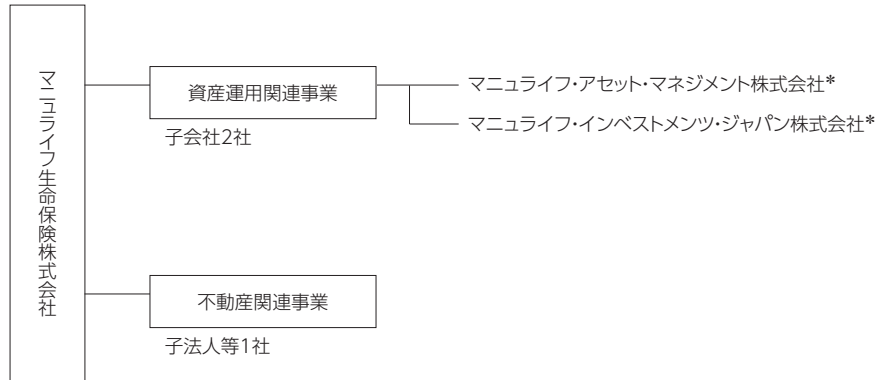 マニュライフ生命保険株式会社
資産運用関連事業
子会社2社
マニュライフ・アセット・マネジメント株式会社*
マニュライフ・インベストメンツ・ジャパン株式会社*
不動産関連事業
子法人等1社